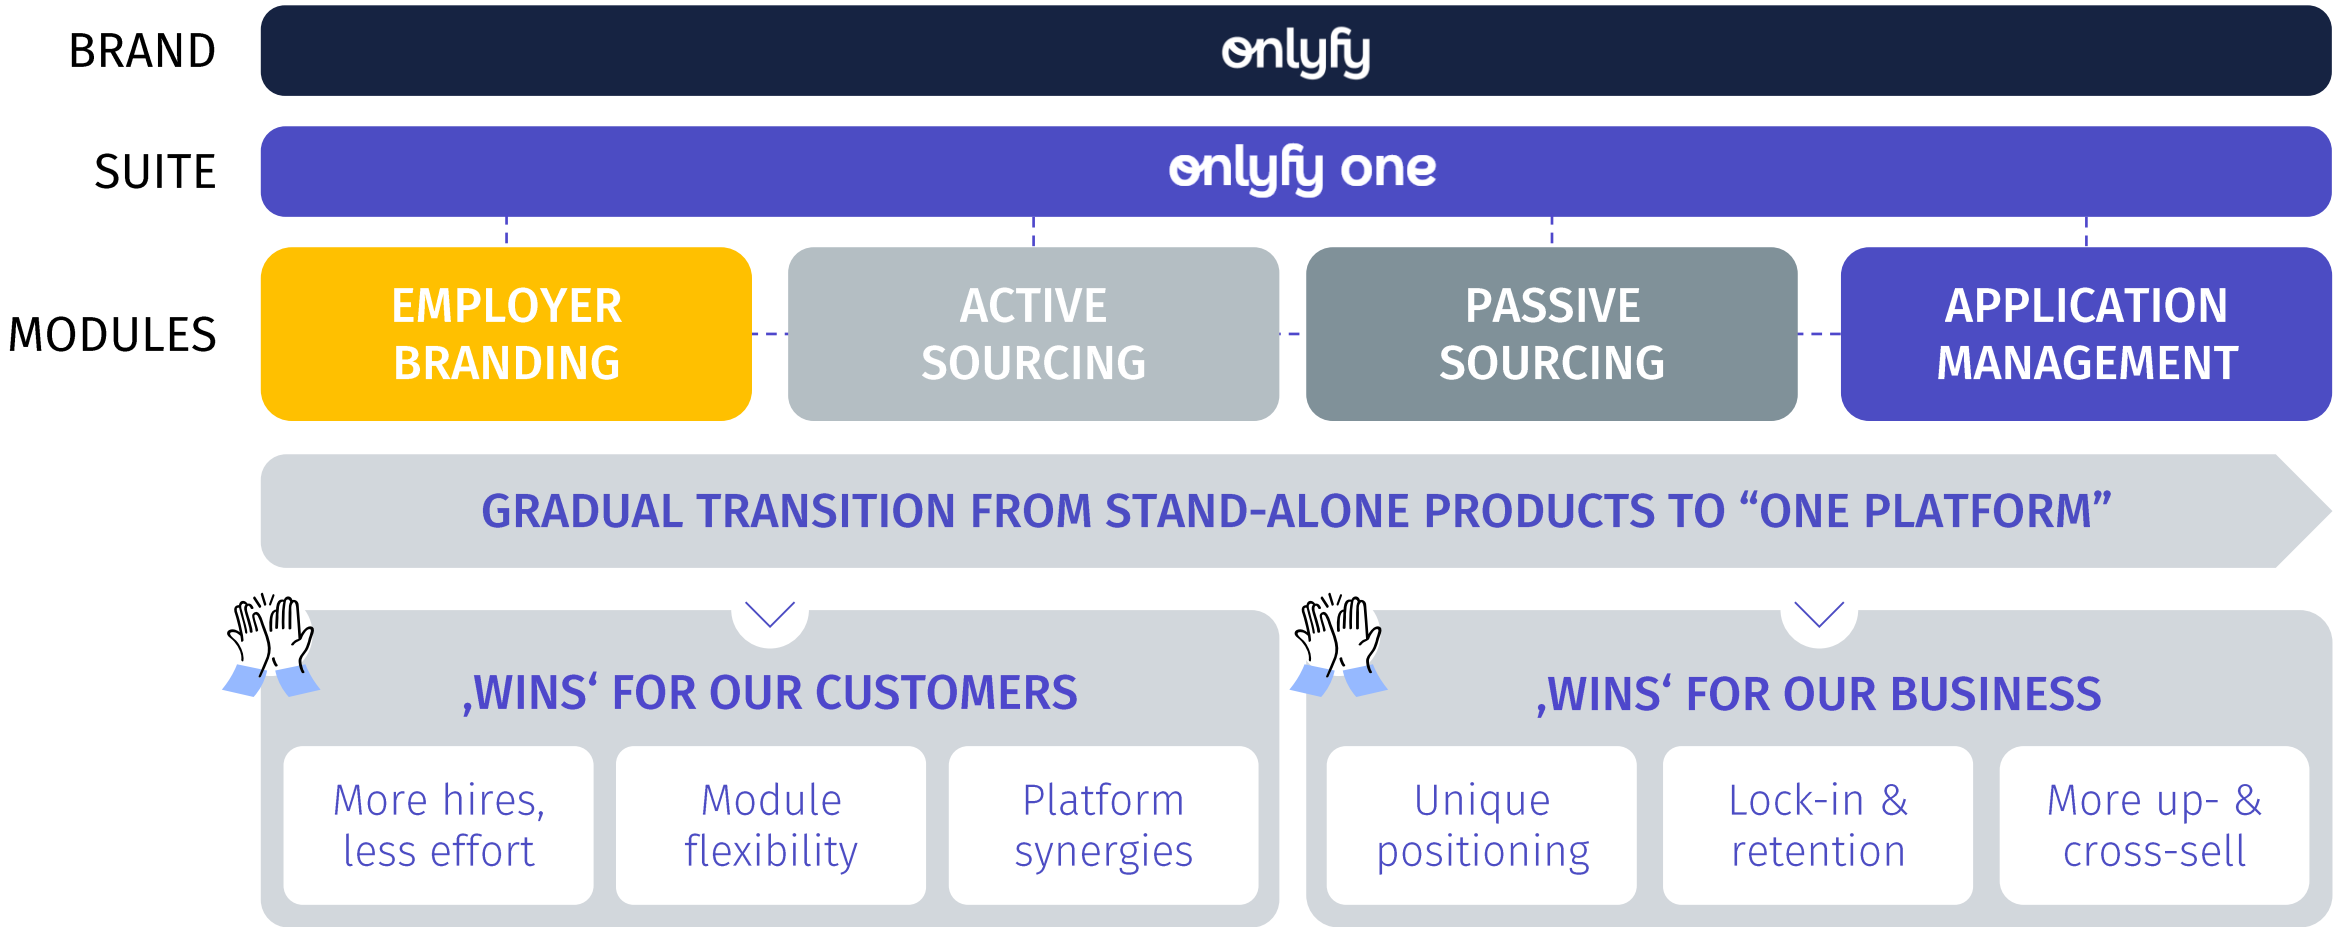 BRAND
onlyfy
SUITE
onlyfy one
MODULES
EMPLOYER
BRANDING
ACTIVE
SOURCING
PASSIVE
SOURCING
APPLICATION
MANAGEMENT
GRADUAL TRANSITION FROM STAND-ALONE PRODUCTS TO “ONE PLATFORM”
‚WINS‘ FOR OUR CUSTOMERS
More hires,
less effort
Module
flexibility
Platform
synergies
‚WINS‘ FOR OUR BUSINESS
Unique
positioning
Lock-in &
retention
More up- &
cross-sell